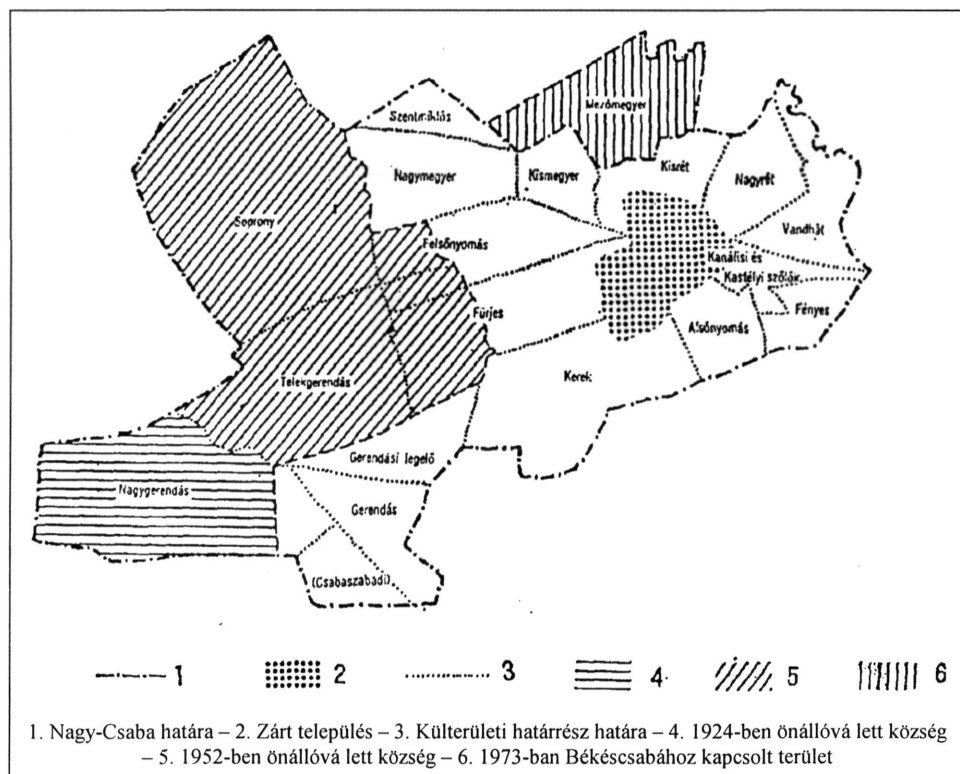 Mezőmegyer
Szentmiklós
Kisrét
Nagymegyer
Kismegyer
Nagyrét
Soprony
Vandhát
Felsőnyomás
Kanálisi és
Kastélyi szőlők
Fürjes
Fényes
Alsónyomás
Kerek
Telekgerendás
Gerendási legelő
Nagygerendás
Gerendás
(Csabaszabadi)
1 2 3 4 5 6
1. Nagy-Csaba határa – 2. Zárt település – 3. Külterületi határrész határa – 4. 1924-ben önállóvá lett község
– 5. 1952-ben önállóvá lett község – 6. 1973-ban Békéscsabához kapcsolt terület